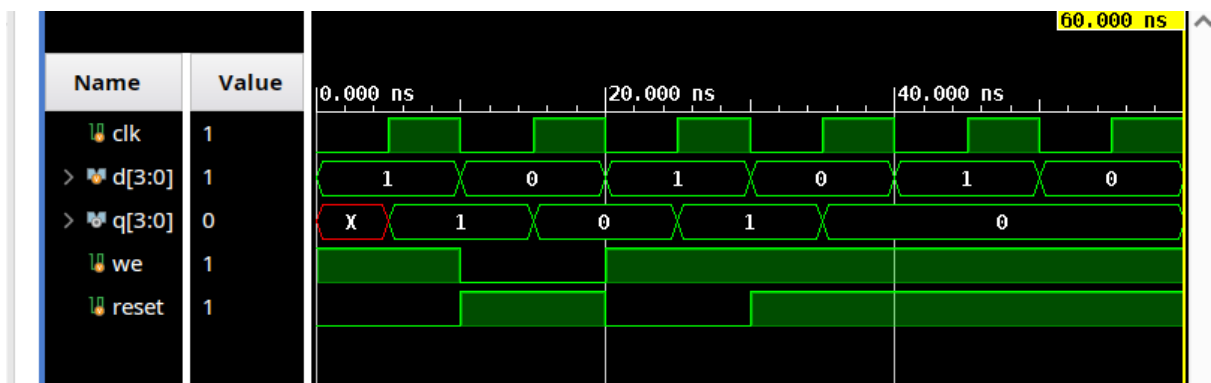 60.000 ns
Name Value
0.000 ns 20.000 ns 40.000 ns
clk 1
d[3:0] 1 1 0 1 0 1 0
q[3:0] 0 X 1 0 1 0
we 1
reset 1